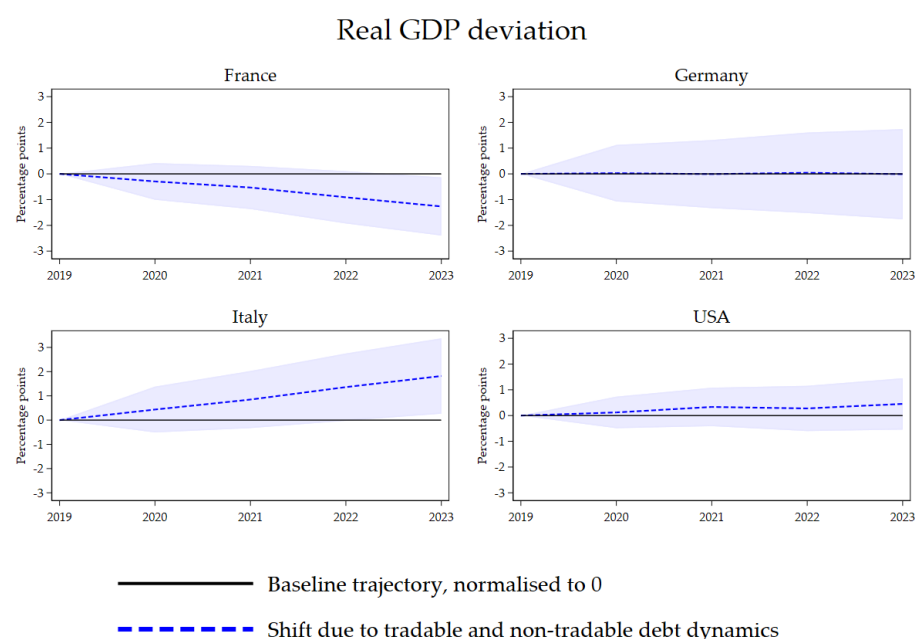 Real GDP deviation
France
Percentage points
3
2
1
0
-1
-2
-3
2019 2020 2021 2022 2023
Germany
Percentage points
3
2
1
0
-1
-2
-3
2019 2020 2021 2022 2023
Italy
Percentage points
3
2
1
0
-1
-2
-3
2019 2020 2021 2022 2023
USA
Percentage points
3
2
1
0
-1
-2
-3
2019 2020 2021 2022 2023
Baseline trajectory, normalised to 0
Shift due to tradable and non-tradable debt dynamics